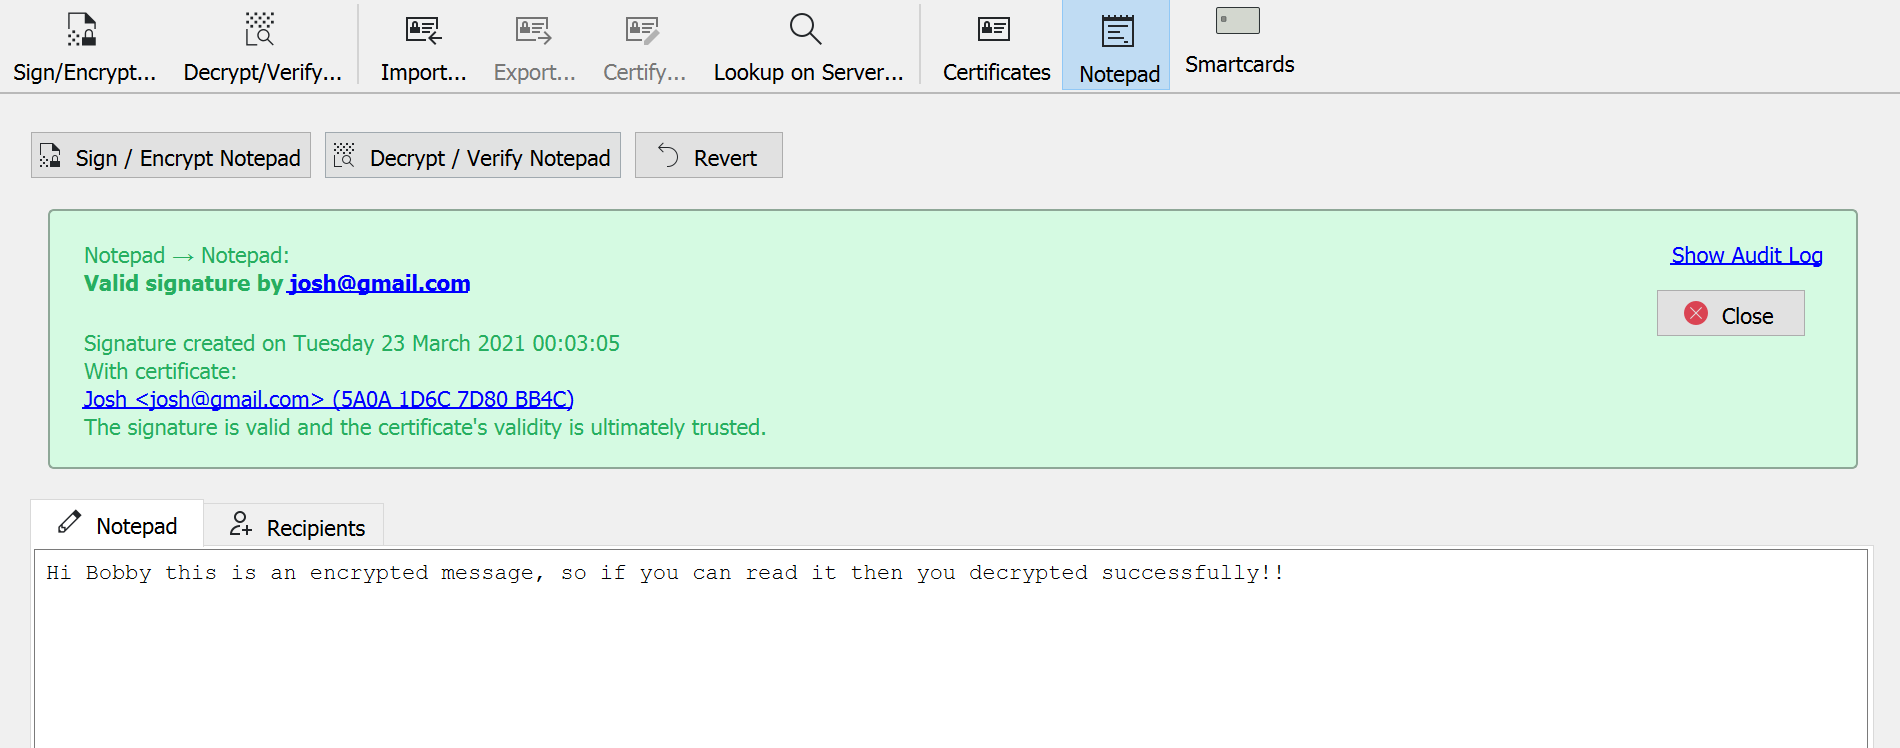 Sign/Encrypt... Decrypt/Verify... Import... Export... Certify... Lookup on Server... Certificates Notepad Smartcards
Sign / Encrypt Notepad Decrypt / Verify Notepad Revert
Notepad → Notepad: Show Audit Log
Valid signature by josh@gmail.com
Close
Signature created on Tuesday 23 March 2021 00:03:05
With certificate:
Josh <josh@gmail.com> (5A0A 1D6C 7D80 BB4C)
The signature is valid and the certificate's validity is ultimately trusted.
Notepad Recipients
Hi Bobby this is an encrypted message, so if you can read it then you decrypted successfully!!